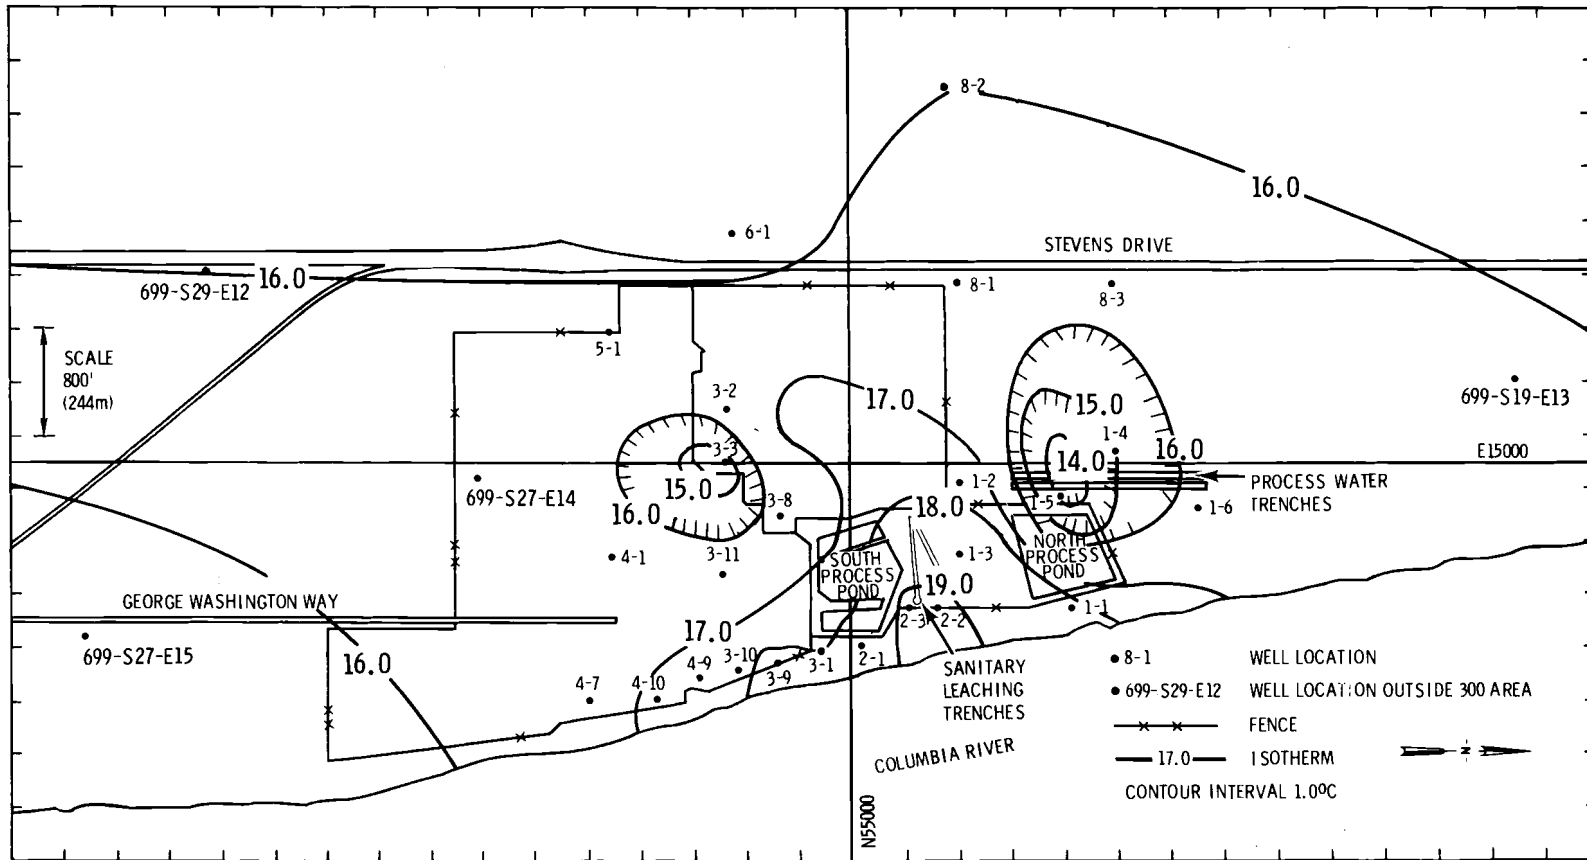 8-2
16.0
6-1
STEVENS DRIVE
16.0
699-S29-E12
8-1
8-3
5-1
SCALE
800'
(244m)
3-2
17.0
15.0
699-S19-E13
3-3
1-4
16.0
14.0
E15000
699-S27-E14
15.0
1-2
PROCESS WATER
TRENCHES
16.0
3-8
18.0
1-5
1-6
4-1
3-11
SOUTH
PROCESS
POND
1-3
NORTH
PROCESS
POND
19.0
GEORGE WASHINGTON WAY
2-3
2-2
1-1
17.0
699-S27-E15
16.0
3-10
3-1
2-1
4-9
3-9
4-7
4-10
SANITARY
LEACHING
TRENCHES
COLUMBIA RIVER
N55000
8-1 WELL LOCATION
699-S29-E12 WELL LOCATION OUTSIDE 300 AREA
FENCE
17.0 ISOTHERM
N
CONTOUR INTERVAL 1.0ºC